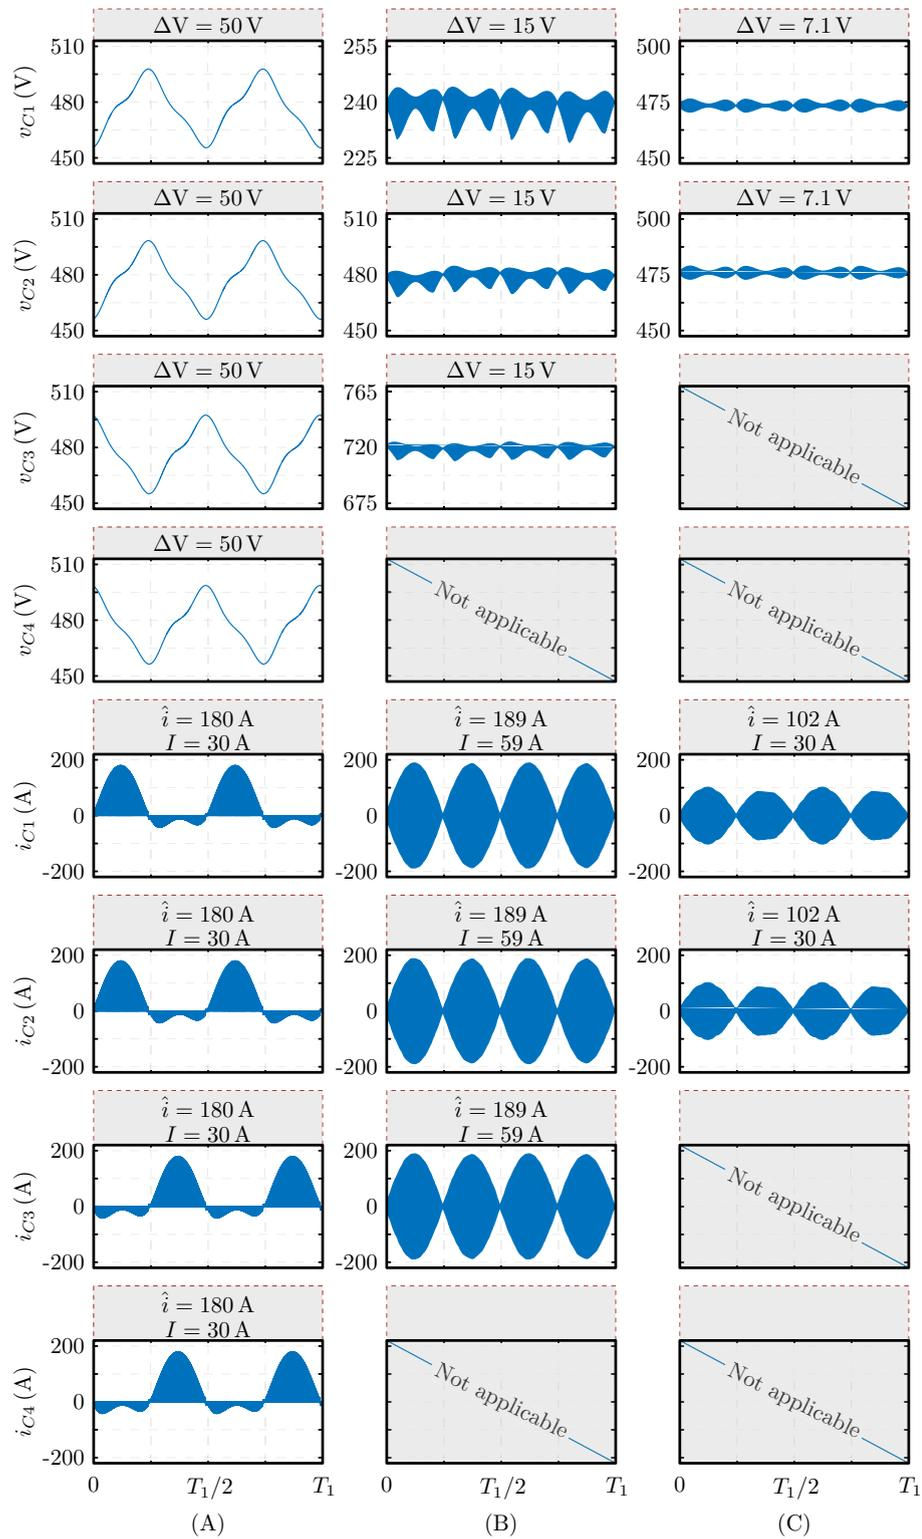 ΔV = 50 V ΔV = 15 V ΔV = 7.1 V
510 255 500
v_C1 (V) 480 240 475
450 225 450
ΔV = 50 V ΔV = 15 V ΔV = 7.1 V
510 510 500
v_C2 (V) 480 480 475
450 450 450
ΔV = 50 V ΔV = 15 V
510 765
v_C3 (V) 480 720 Not applicable
450 675
ΔV = 50 V
510
v_C4 (V) 480 Not applicable Not applicable
450
î = 180 A î = 189 A î = 102 A
I = 30 A I = 59 A I = 30 A
200 200 200
i_C1 (A) 0 0 0
-200 -200 -200
î = 180 A î = 189 A î = 102 A
I = 30 A I = 59 A I = 30 A
200 200 200
i_C2 (A) 0 0 0
-200 -200 -200
î = 180 A î = 189 A
I = 30 A I = 59 A
200 200
i_C3 (A) 0 0 Not applicable
-200 -200
î = 180 A
I = 30 A
200
i_C4 (A) 0 Not applicable Not applicable
-200
0 T_1/2 T_1 0 T_1/2 T_1 0 T_1/2 T_1
(A) (B) (C)